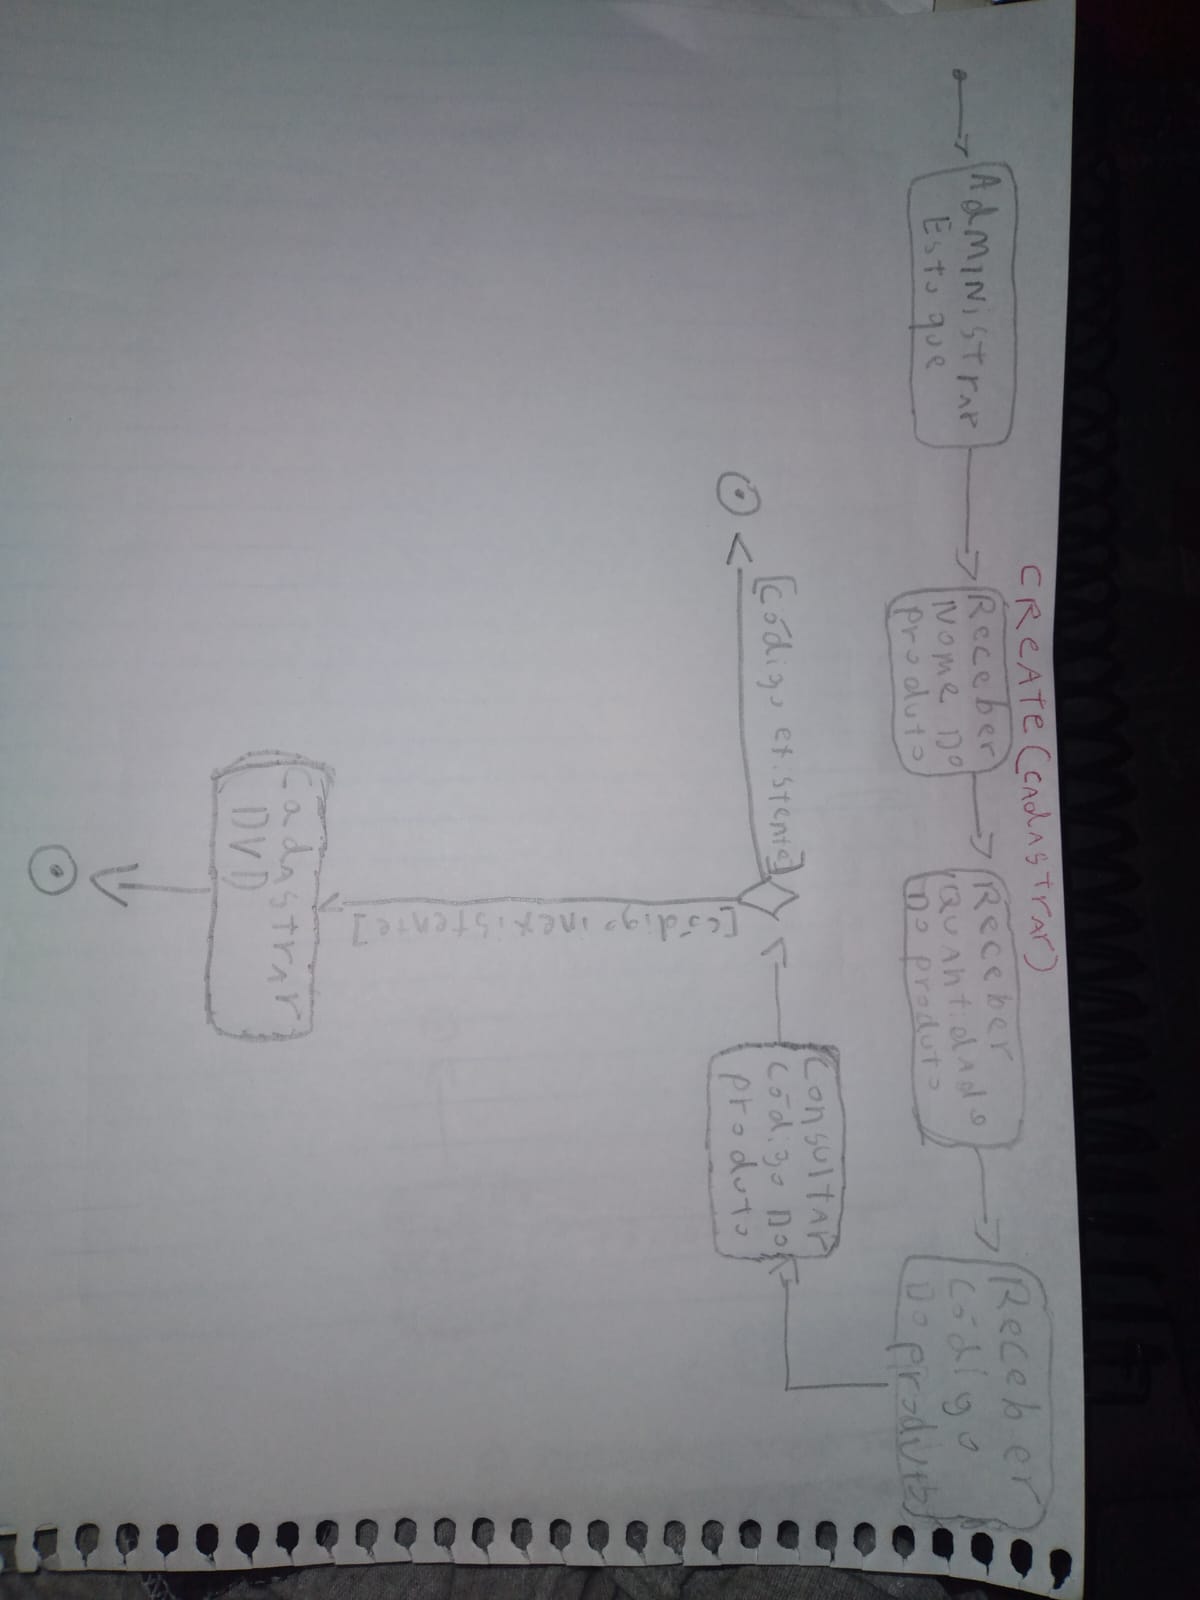 CREATE (CADASTRAR)
AdMINistrar
Estoque
Receber
Nome Do
produto
Receber
QUANtidade
Do produto
Receber
código
Do produto
Consultar
código Do
produto
[código existente]
[código inexistente]
CadAstrar
DVD